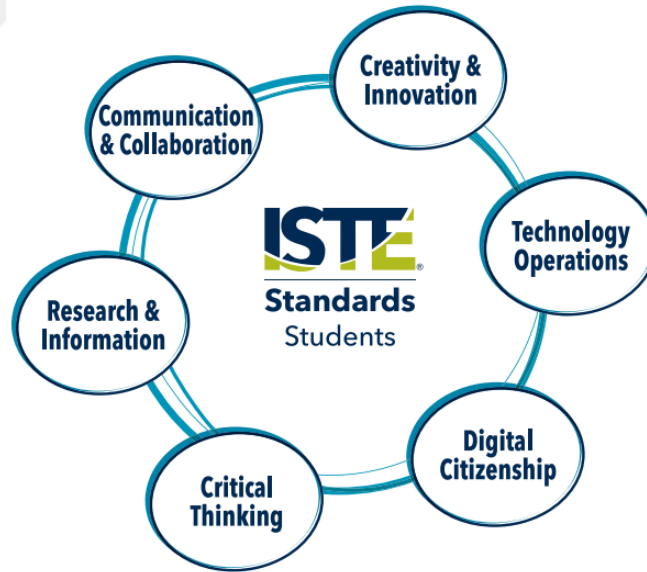 Creativity &
Innovation
Technology
Operations
Digital
Citizenship
Critical
Thinking
Research &
Information
Communication
& Collaboration
ISTE®
Standards
Students